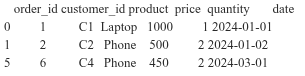 order_id customer_id product price quantity date
0 1 C1 Laptop 1000 1 2024-01-01
1 2 C2 Phone 500 2 2024-01-02
5 6 C4 Phone 450 2 2024-03-01